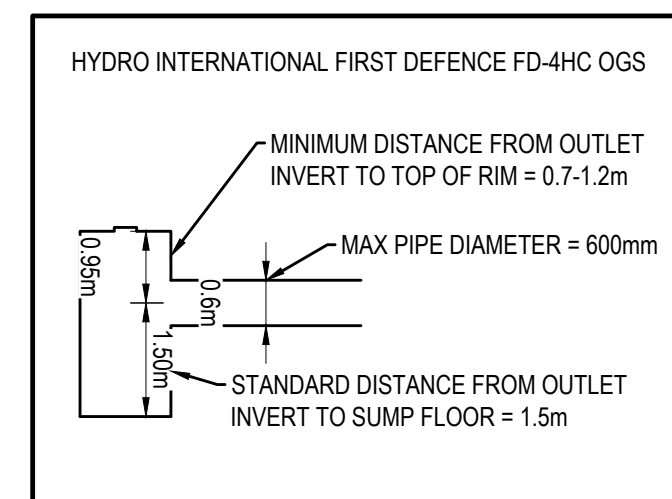 HYDRO INTERNATIONAL FIRST DEFENCE FD-4HC OGS
MINIMUM DISTANCE FROM OUTLET
INVERT TO TOP OF RIM = 0.7-1.2m
MAX PIPE DIAMETER = 600mm
0.95m
0.6m
1.50m
STANDARD DISTANCE FROM OUTLET
INVERT TO SUMP FLOOR = 1.5m